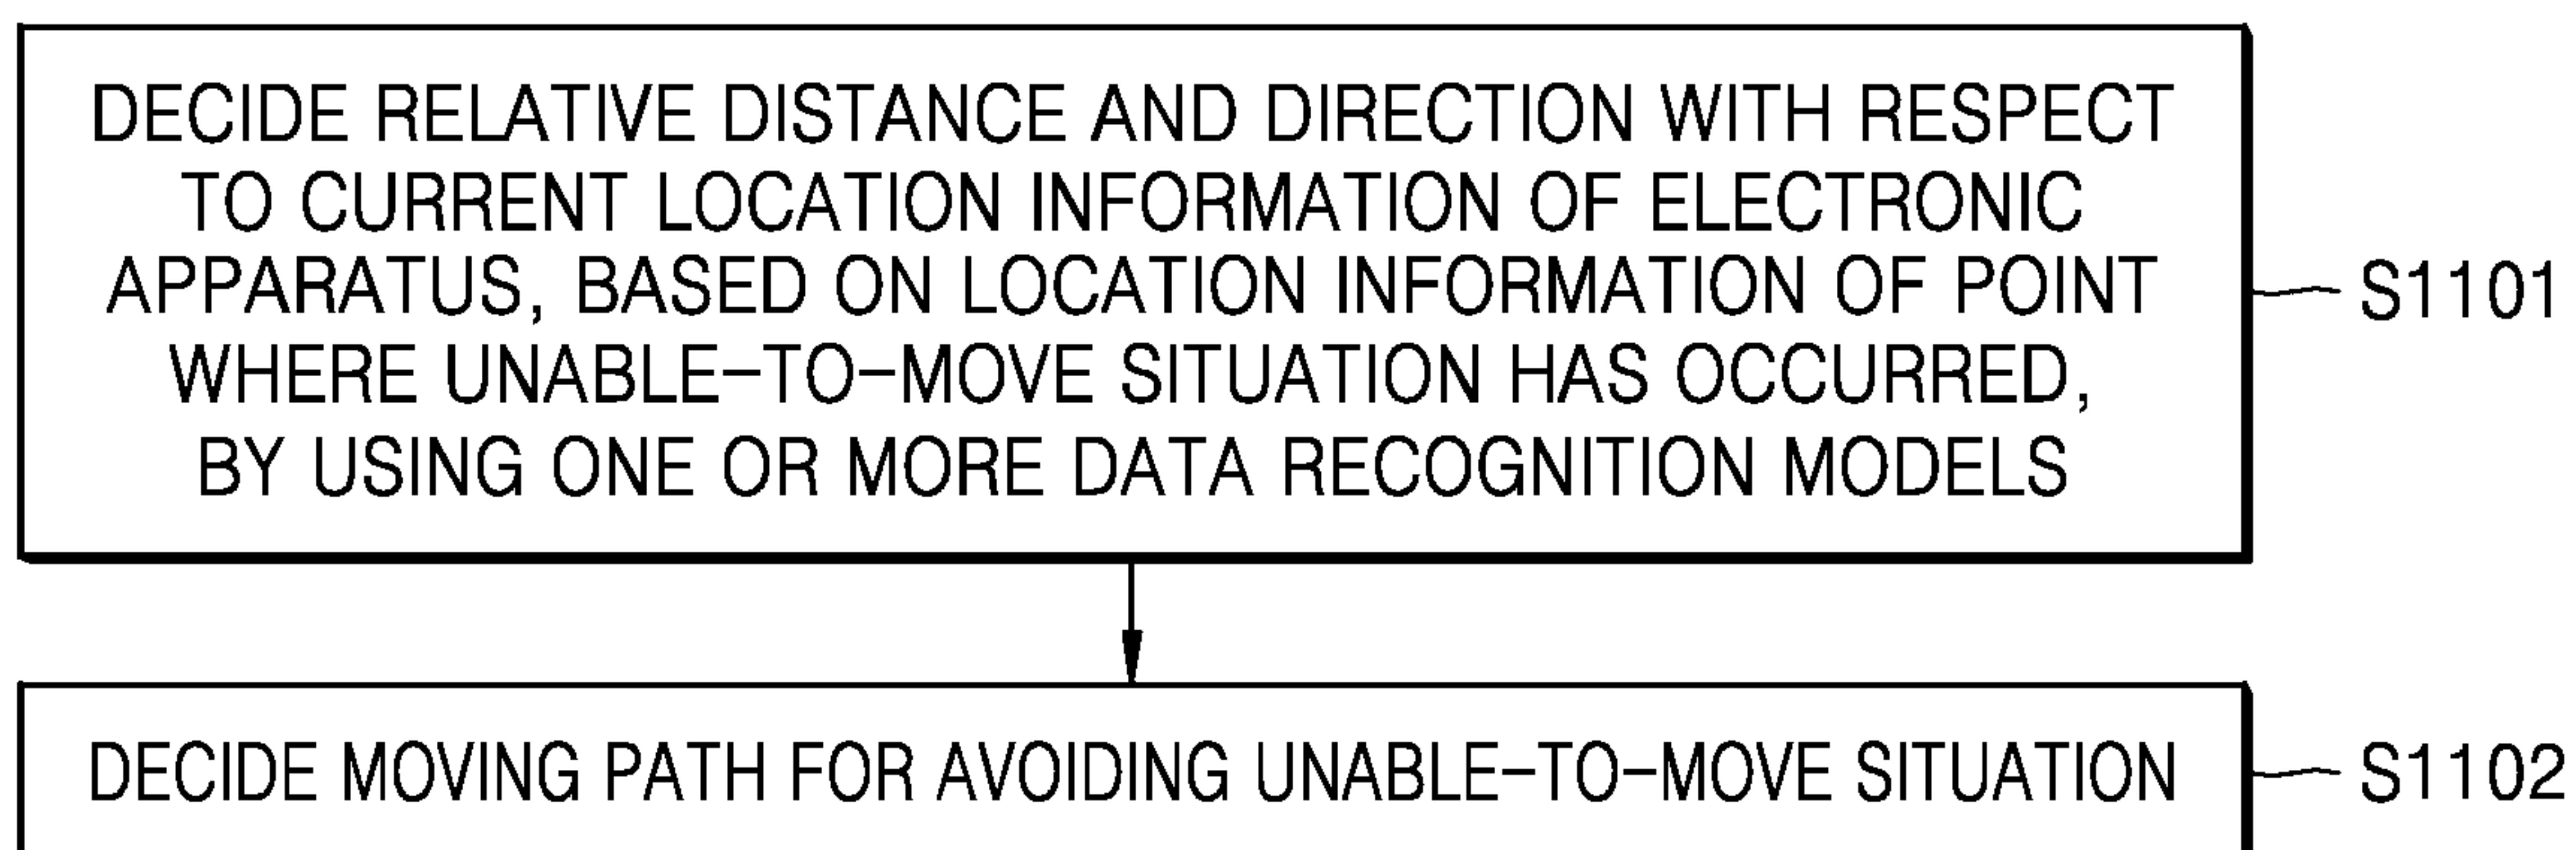 DECIDE RELATIVE DISTANCE AND DIRECTION WITH RESPECT
TO CURRENT LOCATION INFORMATION OF ELECTRONIC
APPARATUS, BASED ON LOCATION INFORMATION OF POINT
WHERE UNABLE-TO-MOVE SITUATION HAS OCCURRED,
BY USING ONE OR MORE DATA RECOGNITION MODELS
S1101
DECIDE MOVING PATH FOR AVOIDING UNABLE-TO-MOVE SITUATION
S1102